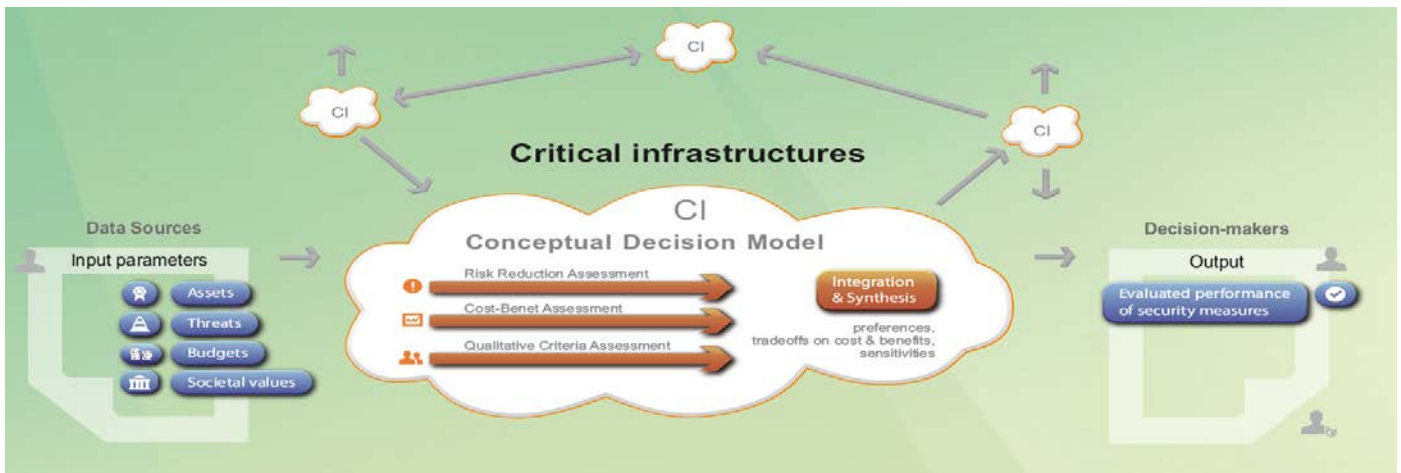 CI
CI
CI
Critical infrastructures
Data Sources
Input parameters
Assets
Threats
Budgets
Societal values
CI
Conceptual Decision Model
Risk Reduction Assessment
Cost-Benet Assessment
Qualitative Criteria Assessment
Integration
& Synthesis
preferences,
tradeoffs on cost & benefits,
sensitivities
Decision-makers
Output
Evaluated performance
of security measures